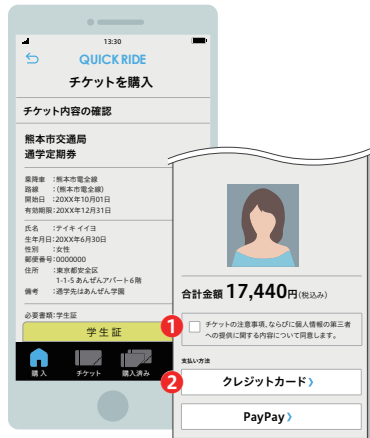 13:30
QUICK RIDE
チケットを購入
チケット内容の確認
熊本市交通局
通学定期券
乗降車 :熊本市電全線
路線 :(熊本市電全線)
開始日 :20XX年10月01日
有効期限:20XX年12月31日
氏名 :テイキ イイヨ
生年月日:20XX年6月30日
性別 :女性
郵便番号:0000000
住所 :東京都安全区
1-1-5 あんぜんアパート6階
備考 :通学先はあんぜん学園
必要書類:学生証
学生証
購入
チケット
購入済み
合計金額 17,440円(税込み)
1
チケットの注意事項、ならびに個人情報の第三者
への提供に関する内容について同意します。
支払い方法
2
クレジットカード〉
PayPay〉